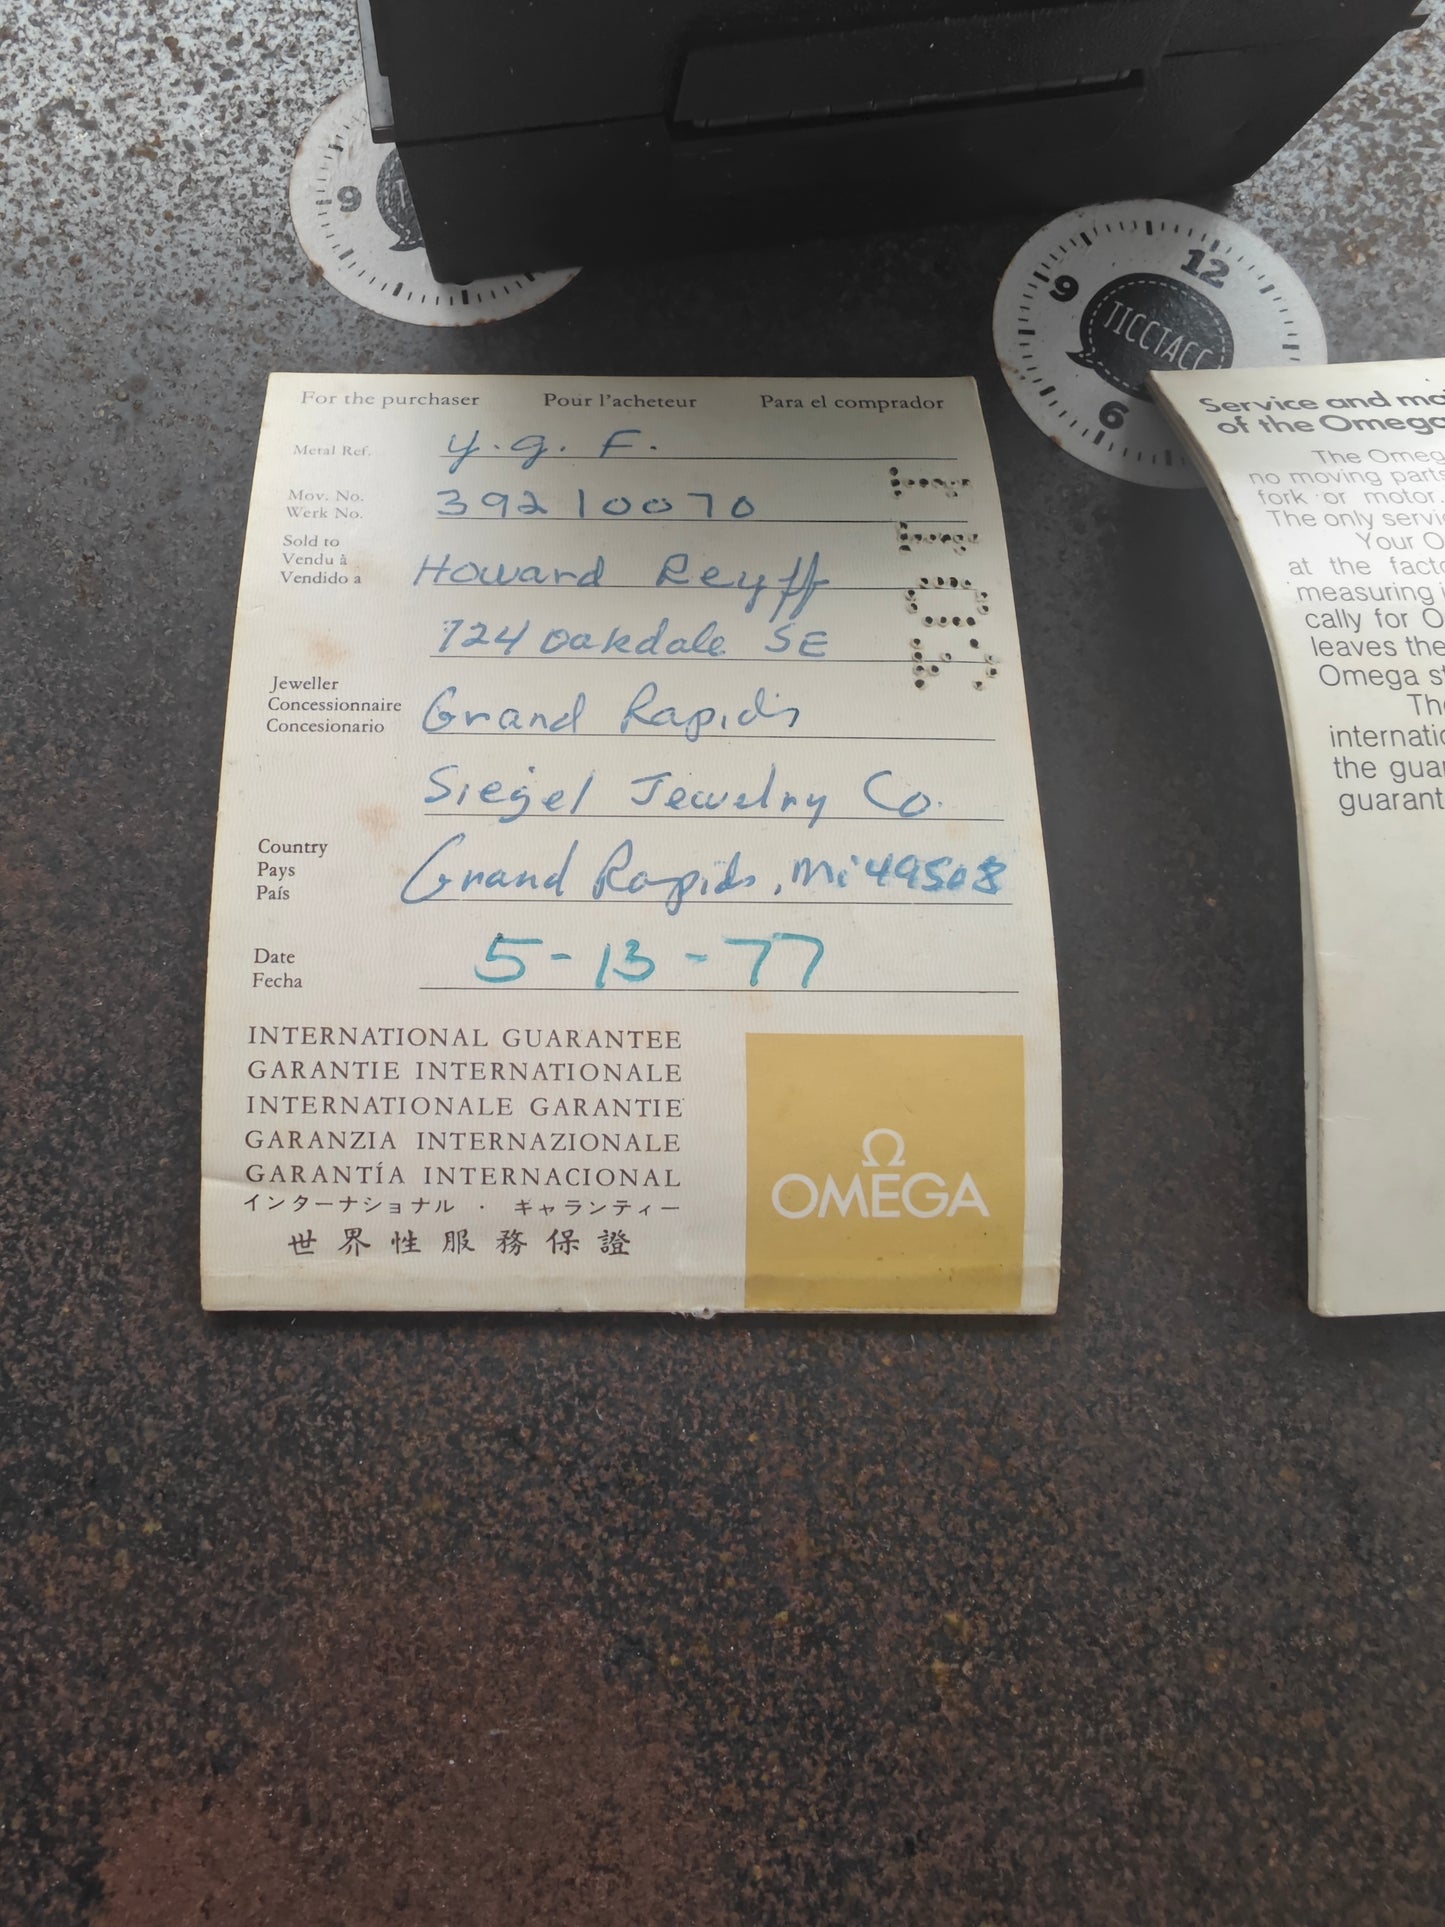 9
12
9
TICCTACC
6
For the purchaser Pour l'acheteur Para el comprador
Metal Ref. y.g. F.
Mov. No.
Werk No. 39210070
Sold to
Vendu à
Vendido a Howard Reyff
724 Oakdale SE
Jeweller
Concessionnaire
Concesionario Grand Rapids
Siegel Jewelry Co.
Country
Pays
País Grand Rapids, Mi 49508
Date
Fecha 5-13-77
INTERNATIONAL GUARANTEE
GARANTIE INTERNATIONALE
INTERNATIONALE GARANTIE
GARANZIA INTERNAZIONALE
GARANTÍA INTERNACIONAL
インターナショナル · ギャランティー
世界性服務保證
Ω
OMEGA
Service and
of the Omega
The Omeg
no moving parts
fork or motor.
The only servi
Your O
at the facto
measuring
cally for O
leaves the
Omega st
The
internatio
the guar
guarant